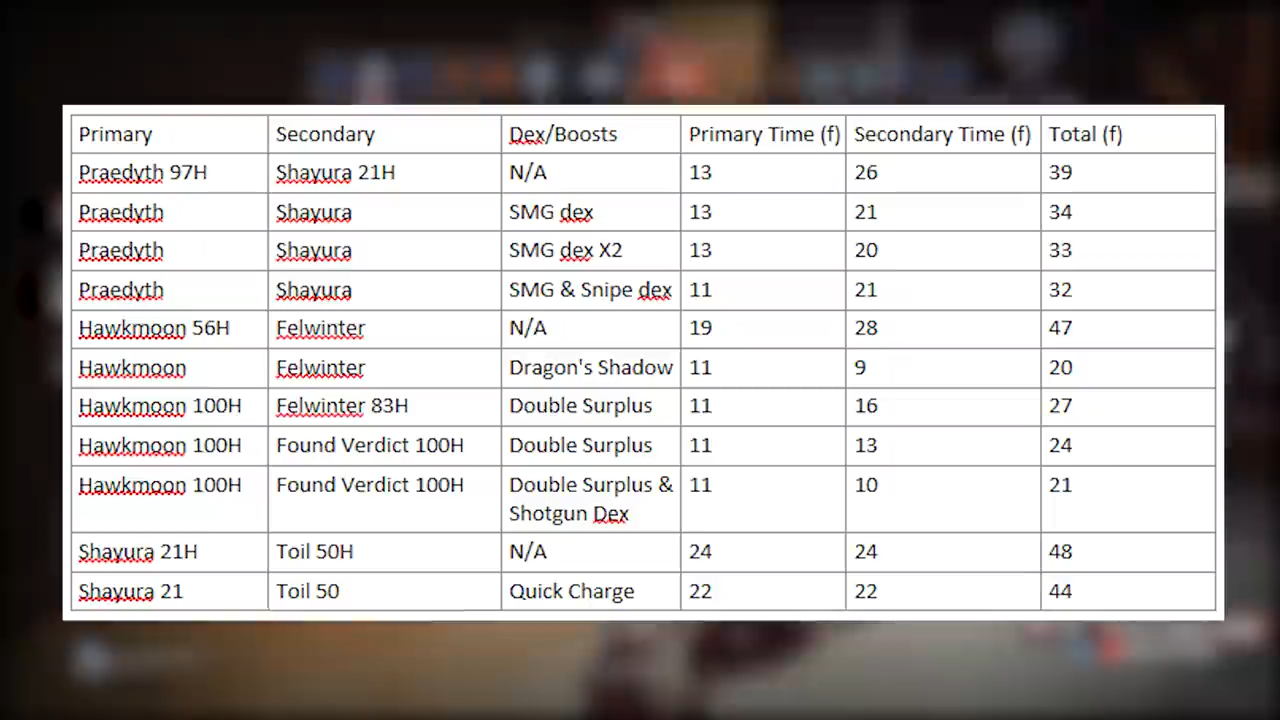 Primary Secondary Dex/Boosts Primary Time (f) Secondary Time (f) Total (f)
Praedyth 97H Shayura 21H N/A 13 26 39
Praedyth Shayura SMG dex 13 21 34
Praedyth Shayura SMG dex X2 13 20 33
Praedyth Shayura SMG & Snipe dex 11 21 32
Hawkmoon 56H Felwinter N/A 19 28 47
Hawkmoon Felwinter Dragon's Shadow 11 9 20
Hawkmoon 100H Felwinter 83H Double Surplus 11 16 27
Hawkmoon 100H Found Verdict 100H Double Surplus 11 13 24
Hawkmoon 100H Found Verdict 100H Double Surplus & 11 10 21
Shotgun Dex
Shayura 21H Toil 50H N/A 24 24 48
Shayura 21 Toil 50 Quick Charge 22 22 44